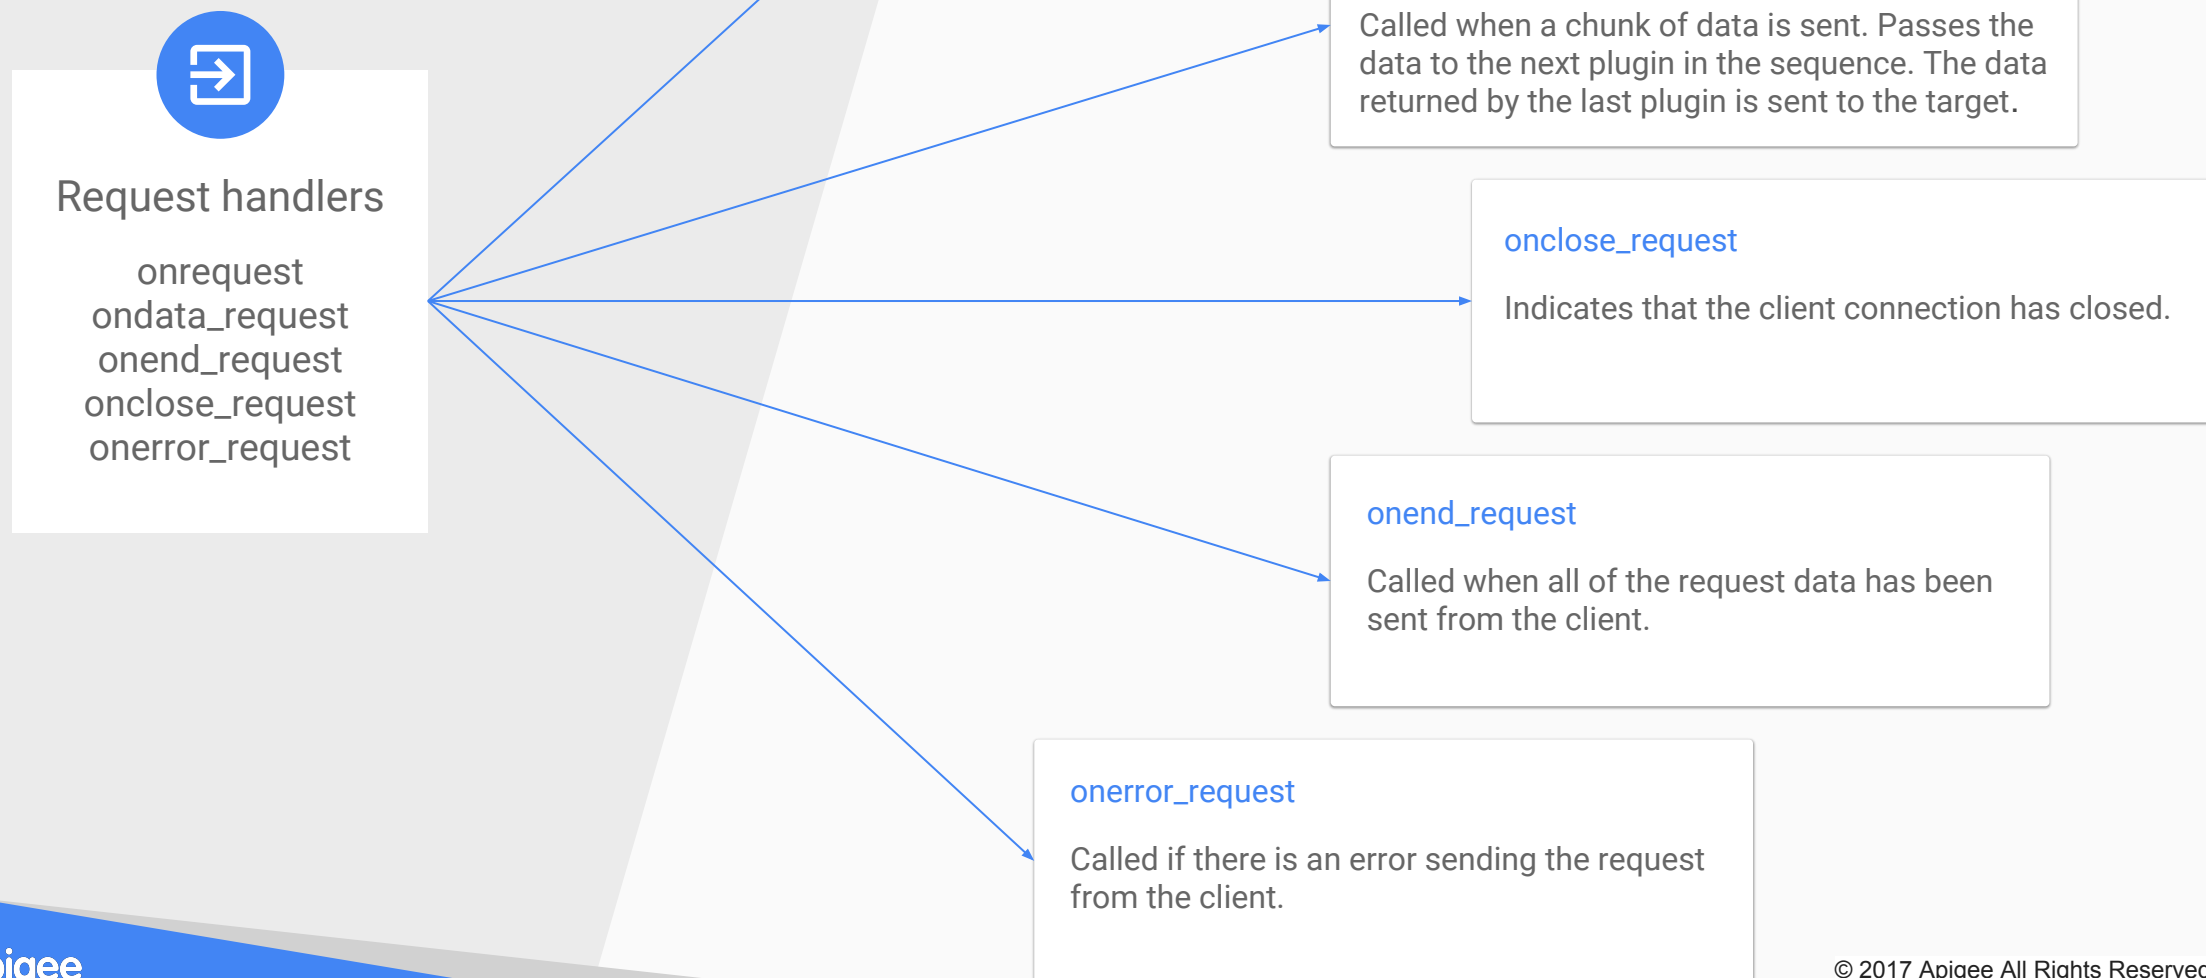 Request handlers
onrequest
ondata_request
onend_request
onclose_request
onerror_request
Called when a chunk of data is sent. Passes the
data to the next plugin in the sequence. The data
returned by the last plugin is sent to the target.
onclose_request
Indicates that the client connection has closed.
onend_request
Called when all of the request data has been
sent from the client.
onerror_request
Called if there is an error sending the request
from the client.
pigee
© 2017 Apigee All Rights Reserved